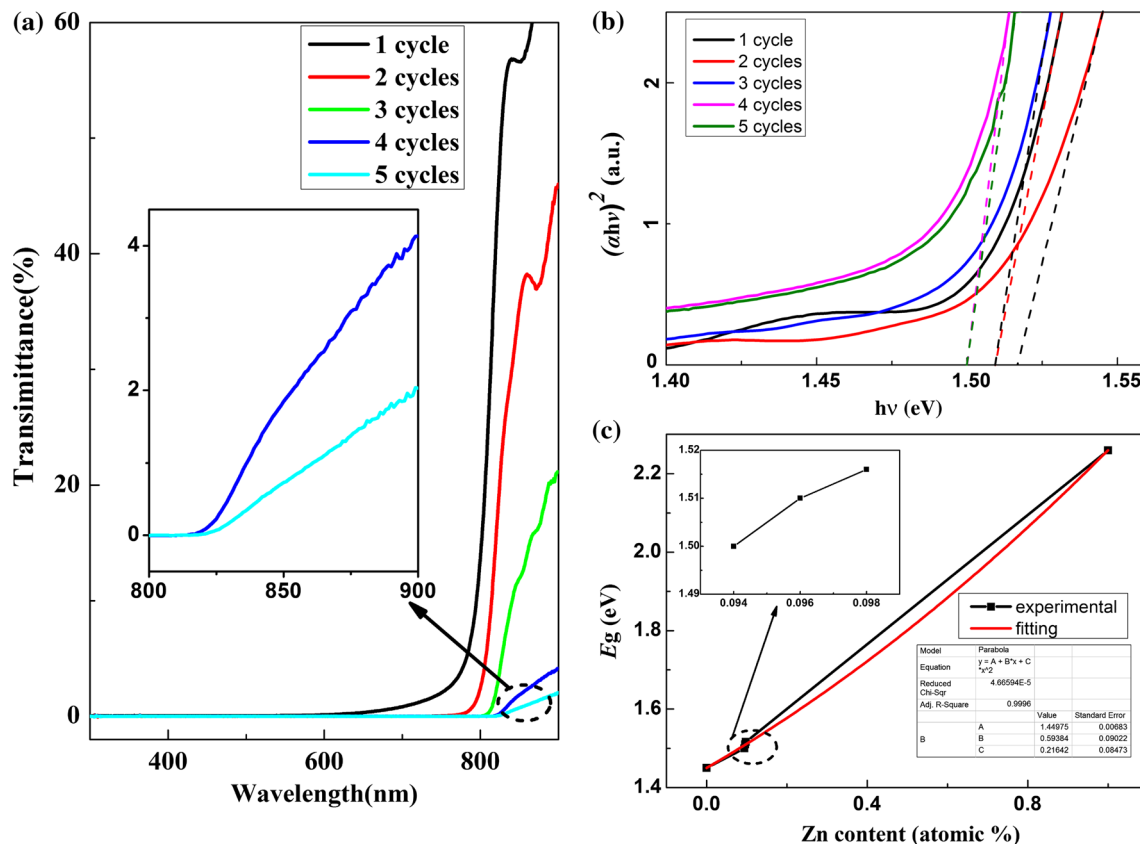 (a)
60
40
20
0
Transimittance(%)
1 cycle
2 cycles
3 cycles
4 cycles
5 cycles
4
2
0
800 850 900
400 600 800
Wavelength(nm)
(b)
1 cycle
2 cycles
3 cycles
4 cycles
5 cycles
2
1
0
(αhν)² (a.u.)
1.40 1.45 1.50 1.55
hν (eV)
(c)
2.2
2.0
1.8
1.6
1.4
Eg (eV)
1.52
1.51
1.50
1.49
0.094 0.096 0.098
experimental
fitting
Model Parabola
Equation y = A + B*x + C
*x^2
Reduced 4.66594E-5
Chi-Sqr
Adj. R-Square 0.9996
Value Standard Error
A 1.44975 0.00683
B B 0.59384 0.09022
C 0.21642 0.08473
0.0 0.4 0.8
Zn content (atomic %)